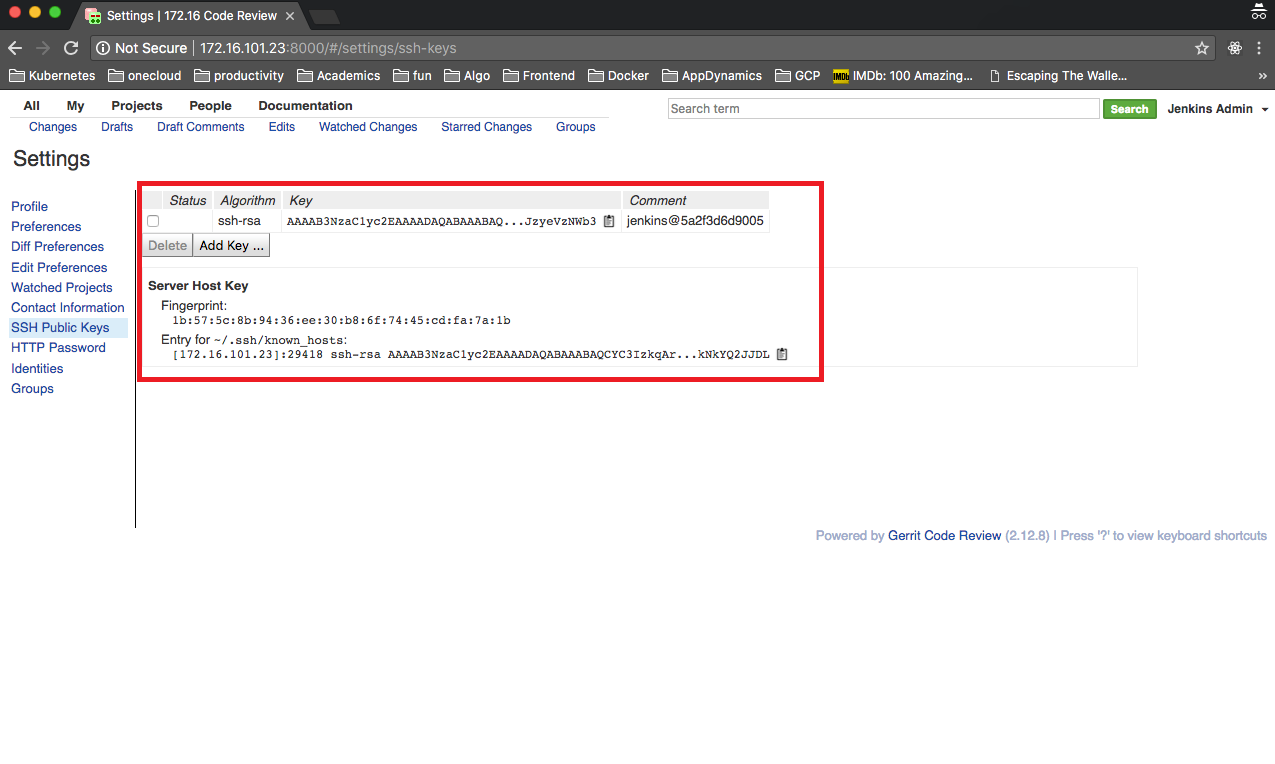 Settings | 172.16 Code Review
Not Secure | 172.16.101.23:8000/#/settings/ssh-keys
Kubernetes onecloud productivity Academics fun Algo Frontend Docker AppDynamics GCP IMDb IMDb: 100 Amazing... Escaping The Walle... »
All My Projects People Documentation
Search term Search Jenkins Admin
Changes Drafts Draft Comments Edits Watched Changes Starred Changes Groups
Settings
Profile
Preferences
Diff Preferences
Edit Preferences
Watched Projects
Contact Information
SSH Public Keys
HTTP Password
Identities
Groups
Status Algorithm Key Comment
ssh-rsa AAAAB3NzaC1yc2EAAAADAQABAAABAQ...JzyeVzNWb3 jenkins@5a2f3d6d9005
Delete Add Key ...
Server Host Key
Fingerprint:
1b:57:5c:8b:94:36:ee:30:b8:6f:74:45:cd:fa:7a:1b
Entry for ~/.ssh/known_hosts:
[172.16.101.23]:29418 ssh-rsa AAAAB3NzaC1yc2EAAAADAQABAAABAQCYC3IzkqAr...kNkYQ2JJDL
Powered by Gerrit Code Review (2.12.8) | Press '?' to view keyboard shortcuts